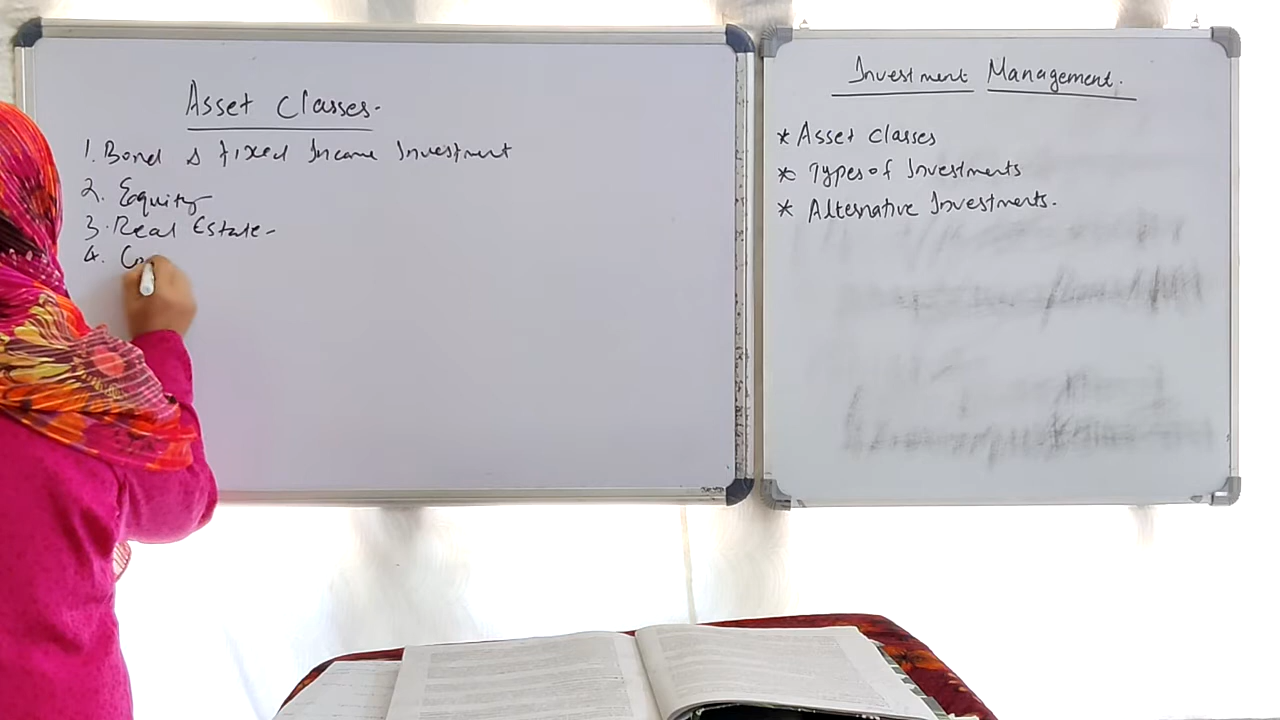 Asset Classes.
1. Bond & fixed Income Investment
2. Equity
3. Real Estate.
4. Co
Investment Management.
* Asset classes
* Types of Investments
* Alternative Investments.